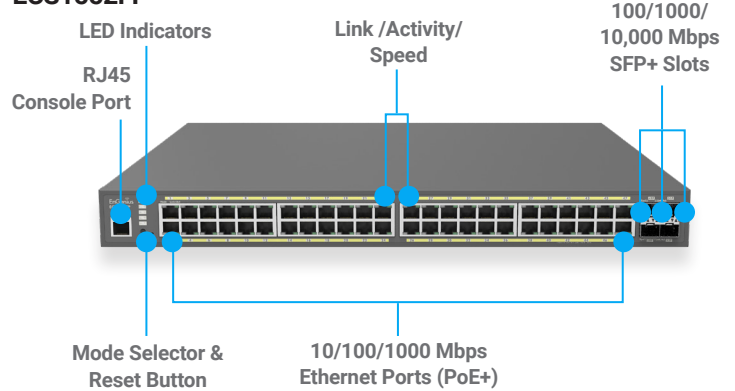 LED Indicators
Link /Activity/
Speed
100/1000/
10,000 Mbps
SFP+ Slots
RJ45
Console Port
Mode Selector &
Reset Button
10/100/1000 Mbps
Ethernet Ports (PoE+)